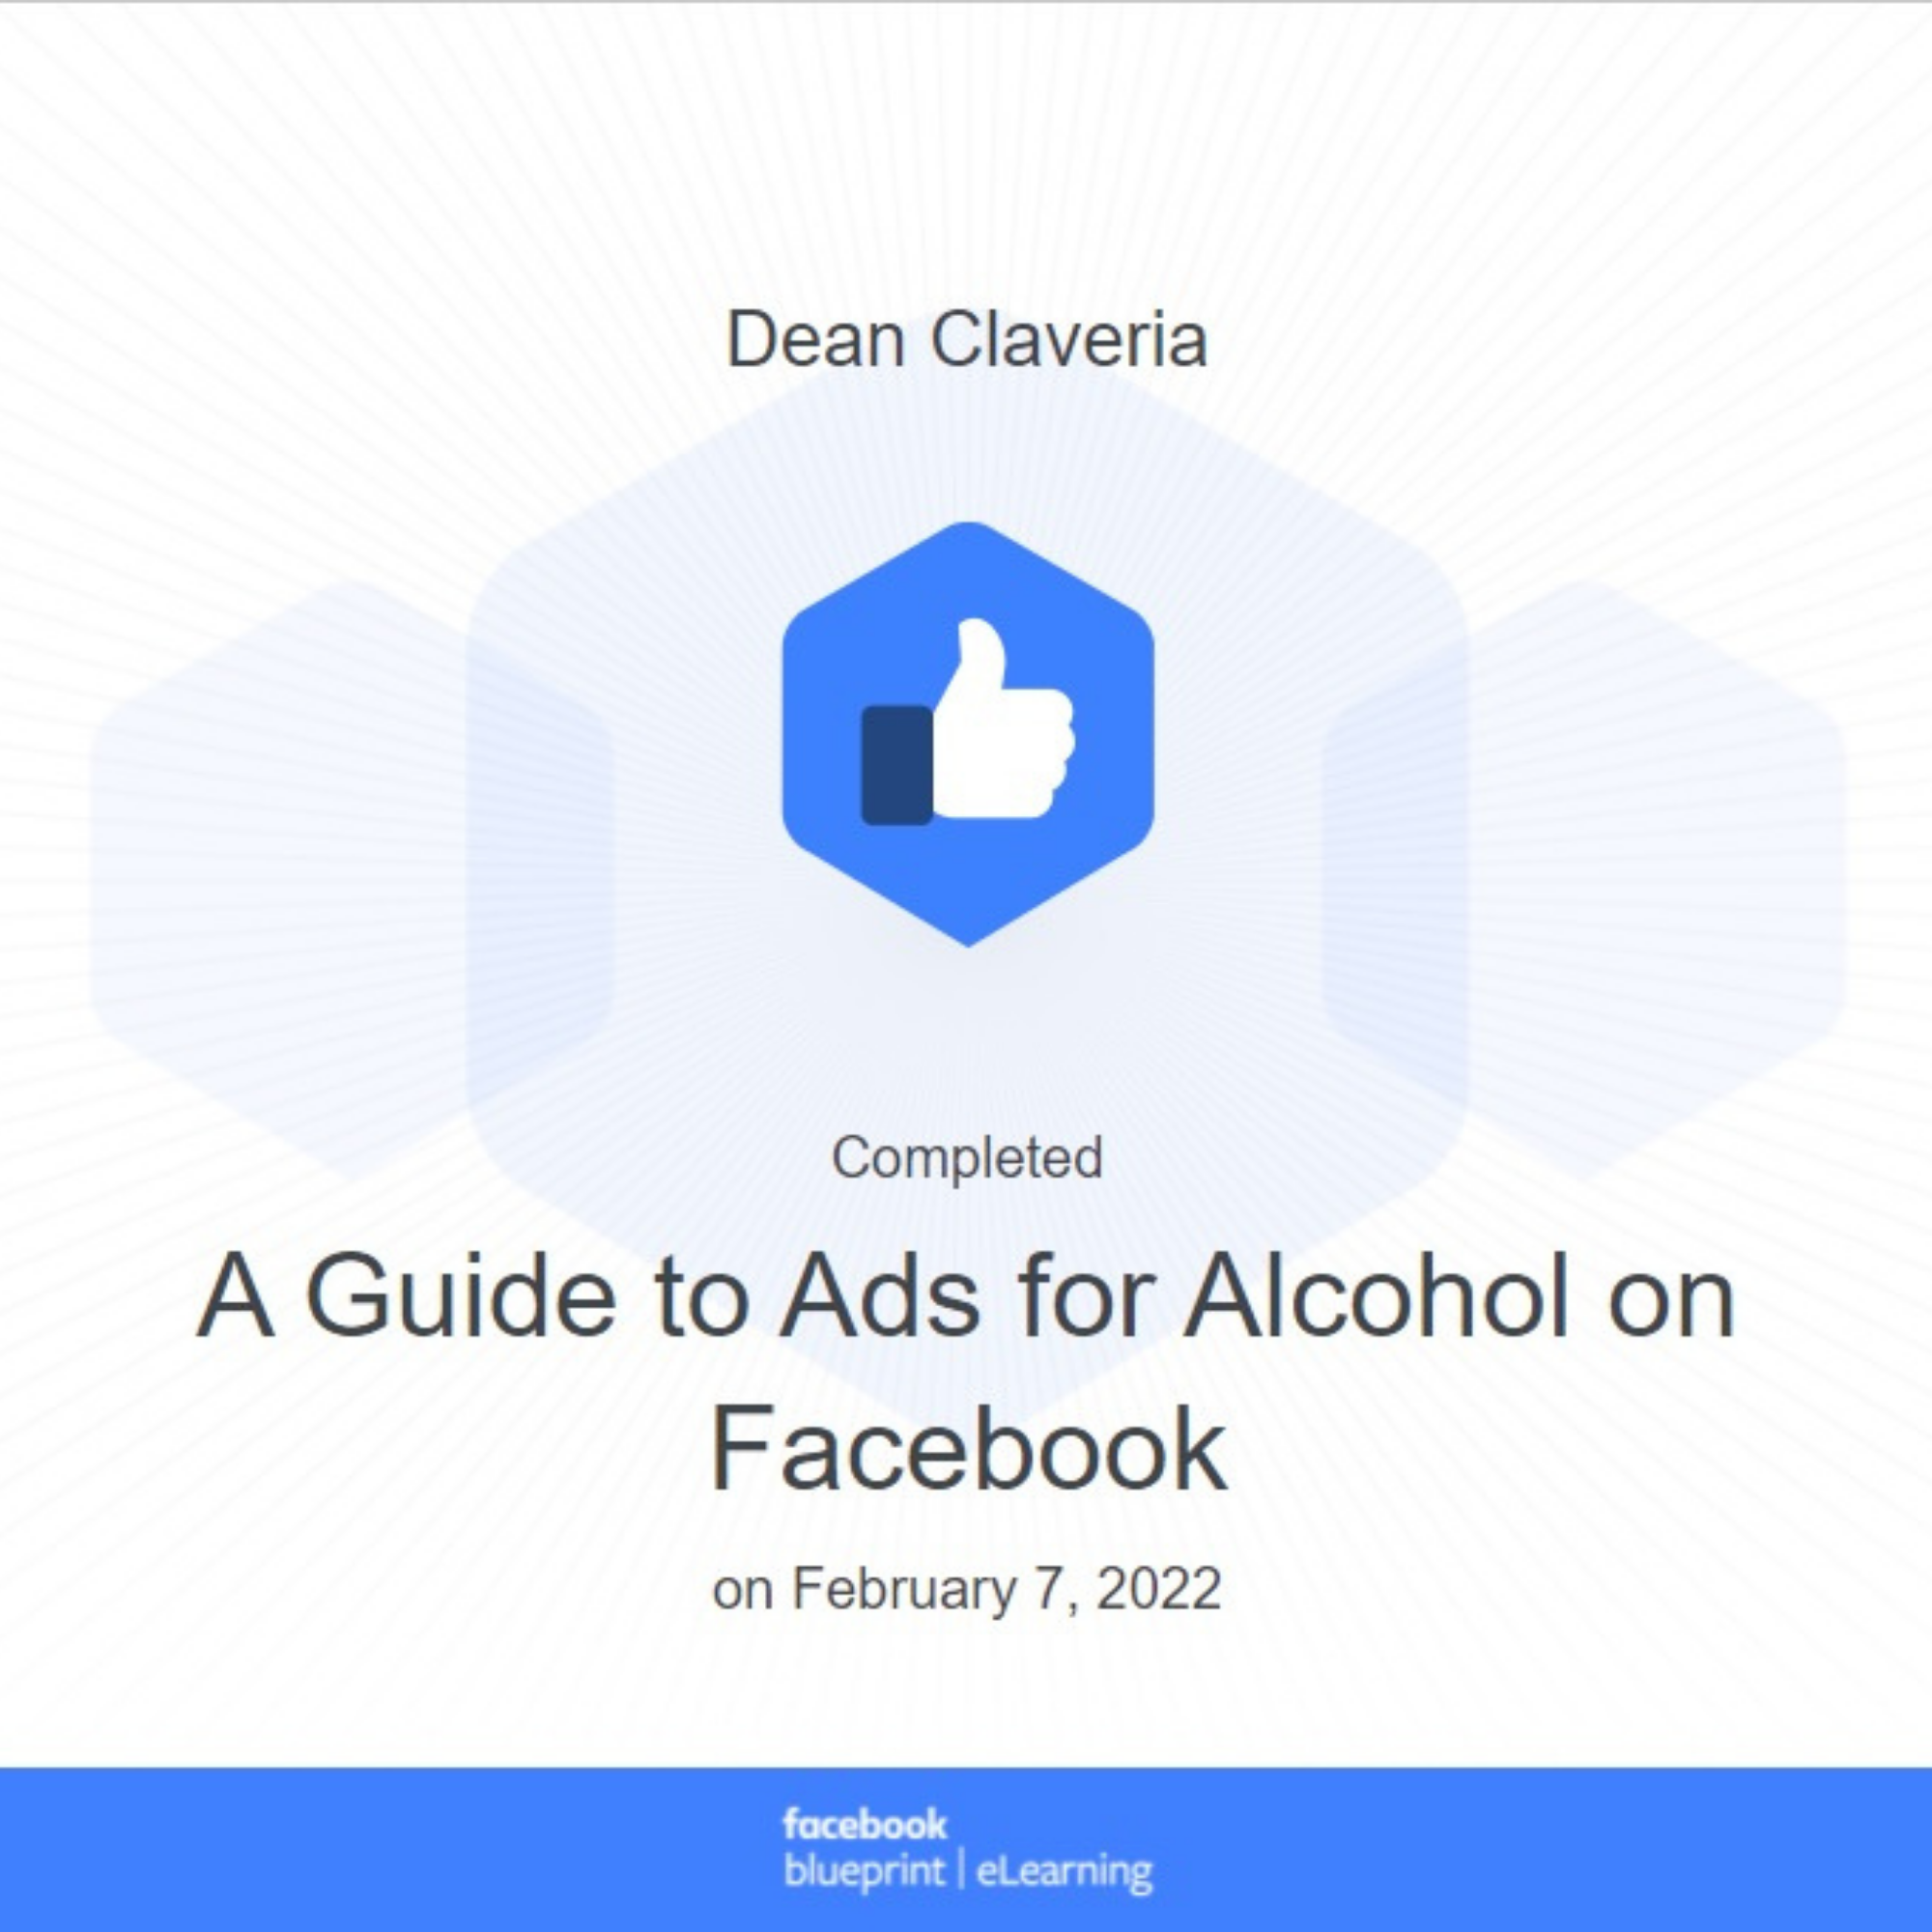 Dean Claveria
Completed
A Guide to Ads for Alcohol on
Facebook
on February 7, 2022
facebook
blueprint | eLearning